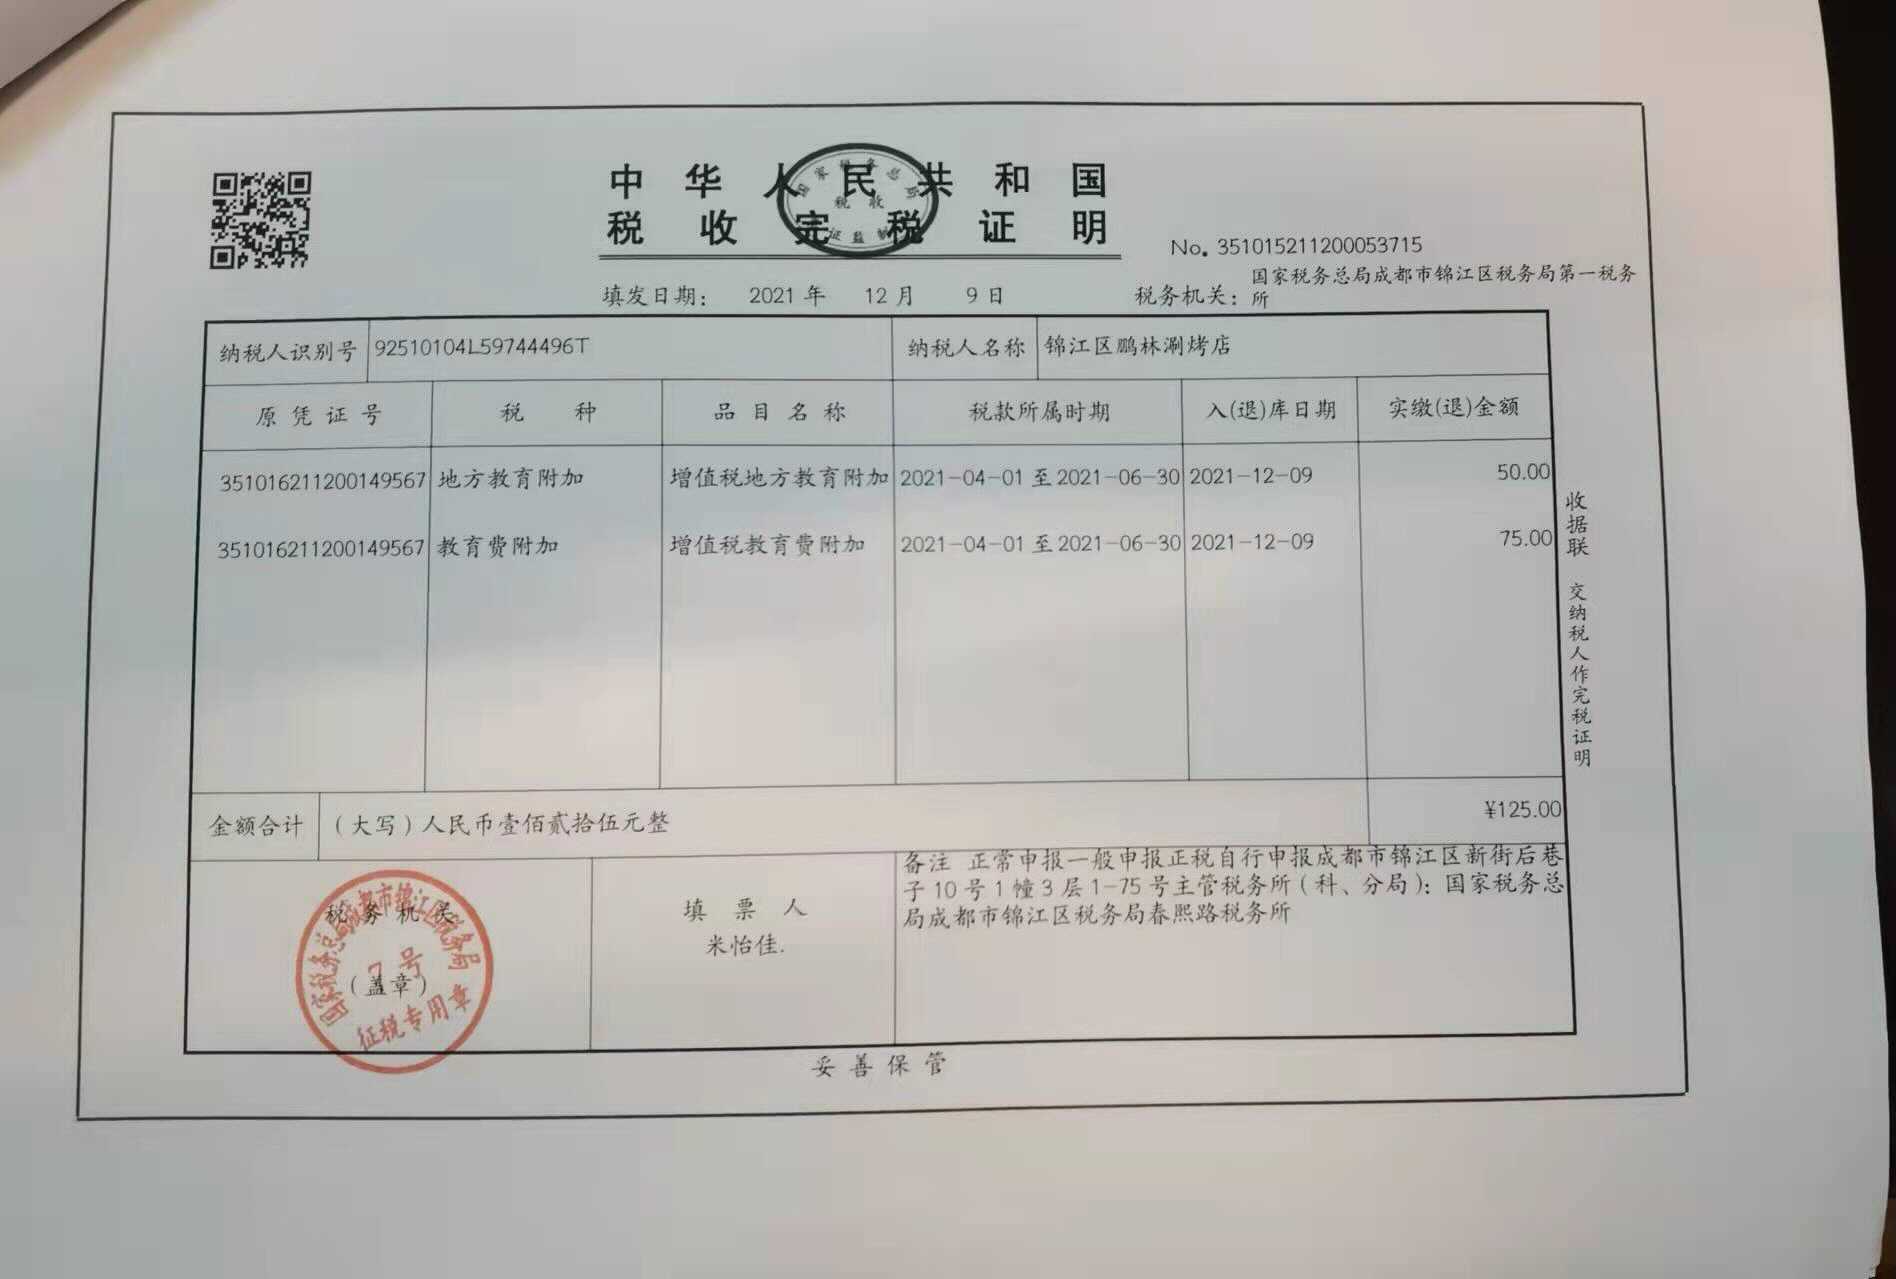 中华人民共和国
税收完税证明
国家税务总局
税收
No. 351015211200053715
填发日期： 2021 年 12 月 9 日
税务机关： 国家税务总局成都市锦江区税务局第一税务
所
纳税人识别号 92510104L59744496T 纳税人名称 锦江区鹏林涮烤店
原凭证号 税种 品目名称 税款所属时期 入(退)库日期 实缴(退)金额
351016211200149567 地方教育附加 增值税地方教育附加 2021-04-01 至 2021-06-30 2021-12-09 50.00
351016211200149567 教育费附加 增值税教育费附加 2021-04-01 至 2021-06-30 2021-12-09 75.00
金额合计 （大写）人民币壹佰贰拾伍元整 ¥125.00
税务机关
（盖章）
国家税务总局成都市锦江区税务局
7号
征税专用章
填票人
米怡佳.
备注 正常申报一般申报正税自行申报成都市锦江区新街后巷
子10号1幢3层1-75号主管税务所（科、分局）：国家税务总
局成都市锦江区税务局春熙路税务所
收据联 交纳税人作完税证明
妥善保管